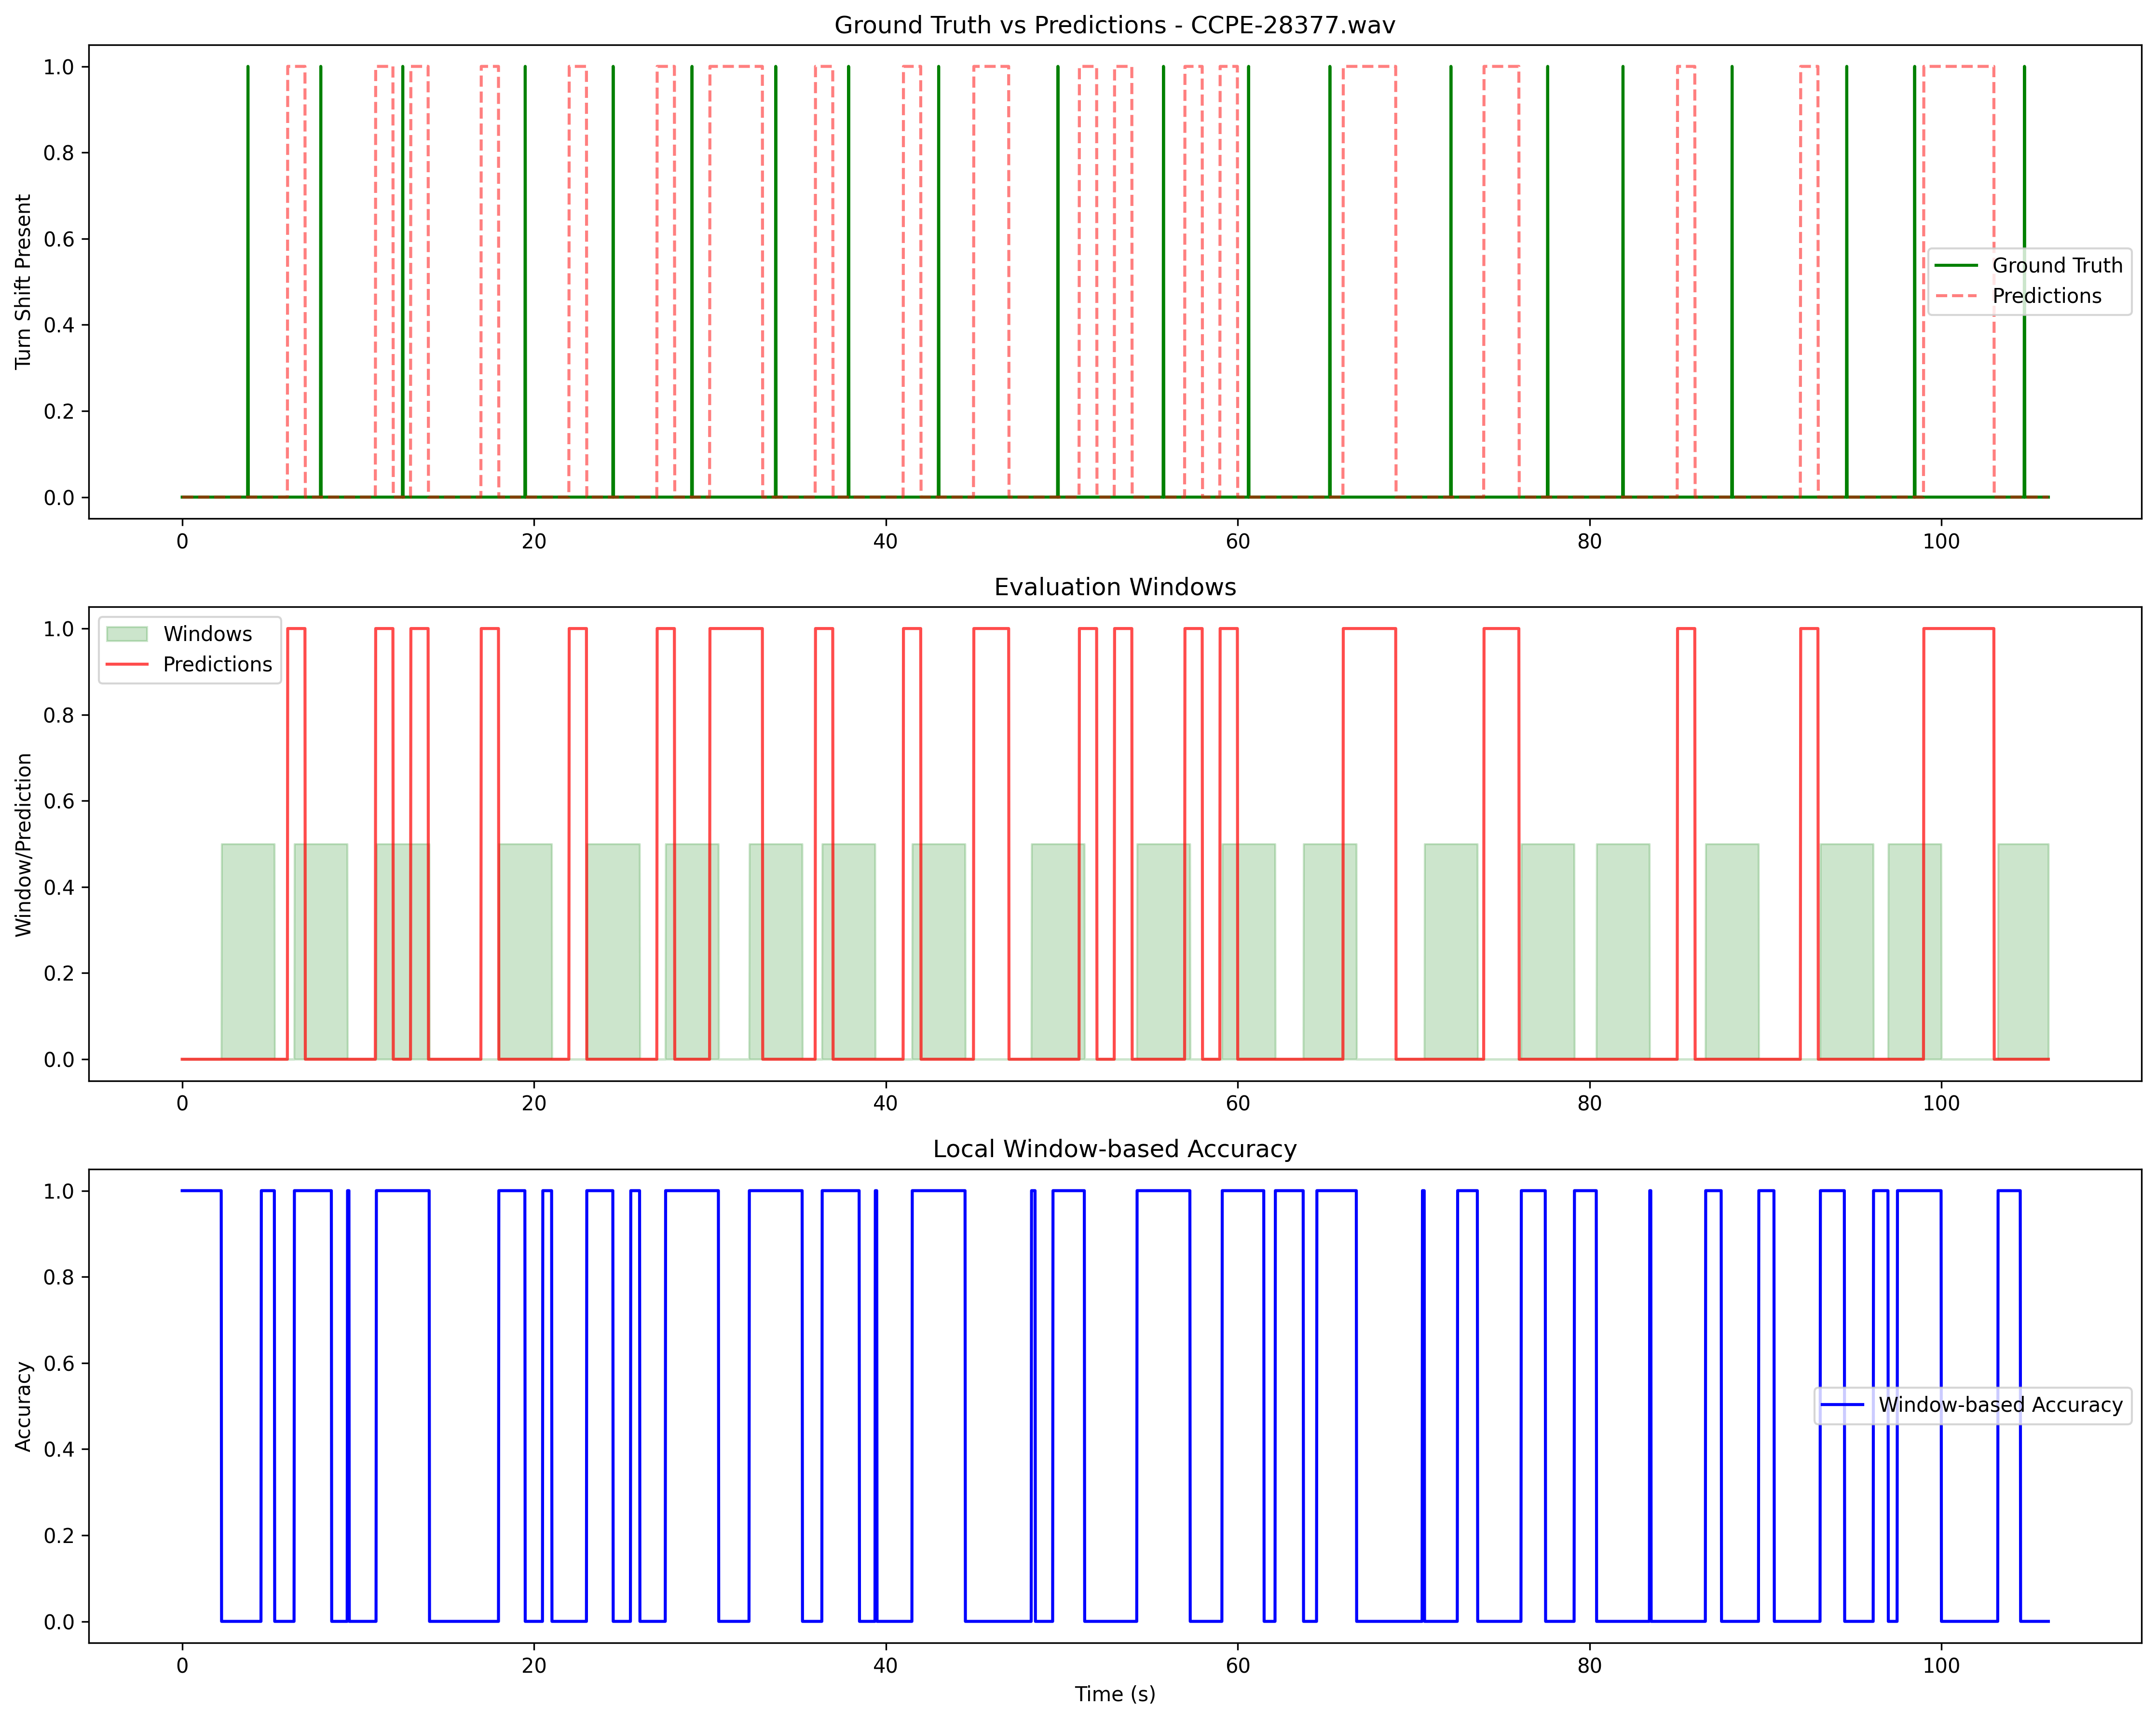 Ground Truth vs Predictions - CCPE-28377.wav
Turn Shift Present
1.0
0.8
0.6
0.4
0.2
0.0
Ground Truth
Predictions
0 20 40 60 80 100
Evaluation Windows
Window/Prediction
1.0
0.8
0.6
0.4
0.2
0.0
Windows
Predictions
0 20 40 60 80 100
Local Window-based Accuracy
Accuracy
1.0
0.8
0.6
0.4
0.2
0.0
Window-based Accuracy
0 20 40 60 80 100
Time (s)